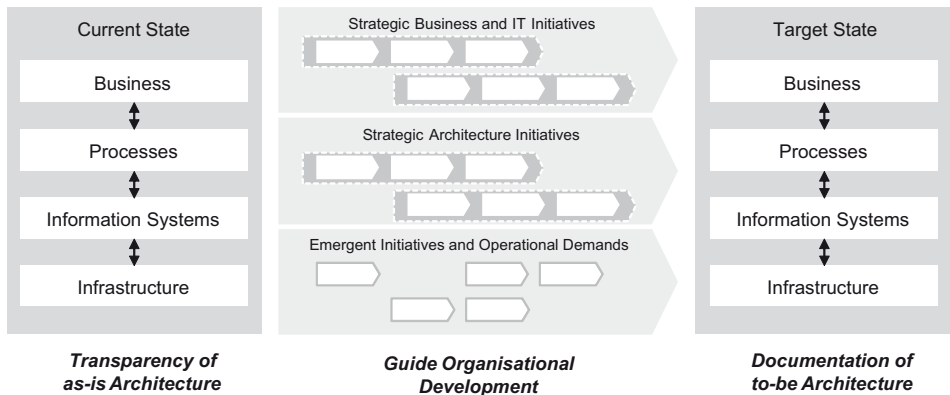 Current State
Business
Processes
Information Systems
Infrastructure
Transparency of
as-is Architecture
Strategic Business and IT Initiatives
Strategic Architecture Initiatives
Emergent Initiatives and Operational Demands
Guide Organisational
Development
Target State
Business
Processes
Information Systems
Infrastructure
Documentation of
to-be Architecture